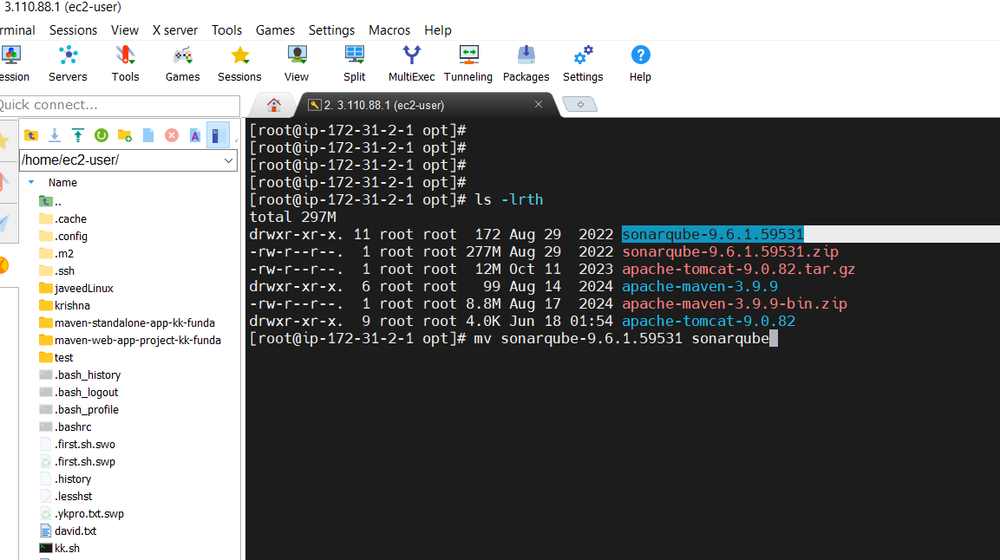 3.110.88.1 (ec2-user)
rminal Sessions View X server Tools Games Settings Macros Help
ession Servers Tools Games Sessions View Split MultiExec Tunneling Packages Settings Help
Quick connect...
2. 3.110.88.1 (ec2-user)
/home/ec2-user/
Name
..
.cache
.config
.m2
.ssh
javeedLinux
krishna
maven-standalone-app-kk-funda
maven-web-app-project-kk-funda
test
.bash_history
.bash_logout
.bash_profile
.bashrc
.first.sh.swo
.first.sh.swp
.history
.lesshst
.ykpro.txt.swp
david.txt
kk.sh
[root@ip-172-31-2-1 opt]#
[root@ip-172-31-2-1 opt]#
[root@ip-172-31-2-1 opt]#
[root@ip-172-31-2-1 opt]#
[root@ip-172-31-2-1 opt]# ls -lrth
total 297M
drwxr-xr-x. 11 root root 172 Aug 29 2022 sonarqube-9.6.1.59531
-rw-r--r--. 1 root root 277M Aug 29 2022 sonarqube-9.6.1.59531.zip
-rw-r--r--. 1 root root 12M Oct 11 2023 apache-tomcat-9.0.82.tar.gz
drwxr-xr-x. 6 root root 99 Aug 14 2024 apache-maven-3.9.9
-rw-r--r--. 1 root root 8.8M Aug 17 2024 apache-maven-3.9.9-bin.zip
drwxr-xr-x. 9 root root 4.0K Jun 18 01:54 apache-tomcat-9.0.82
[root@ip-172-31-2-1 opt]# mv sonarqube-9.6.1.59531 sonarqube